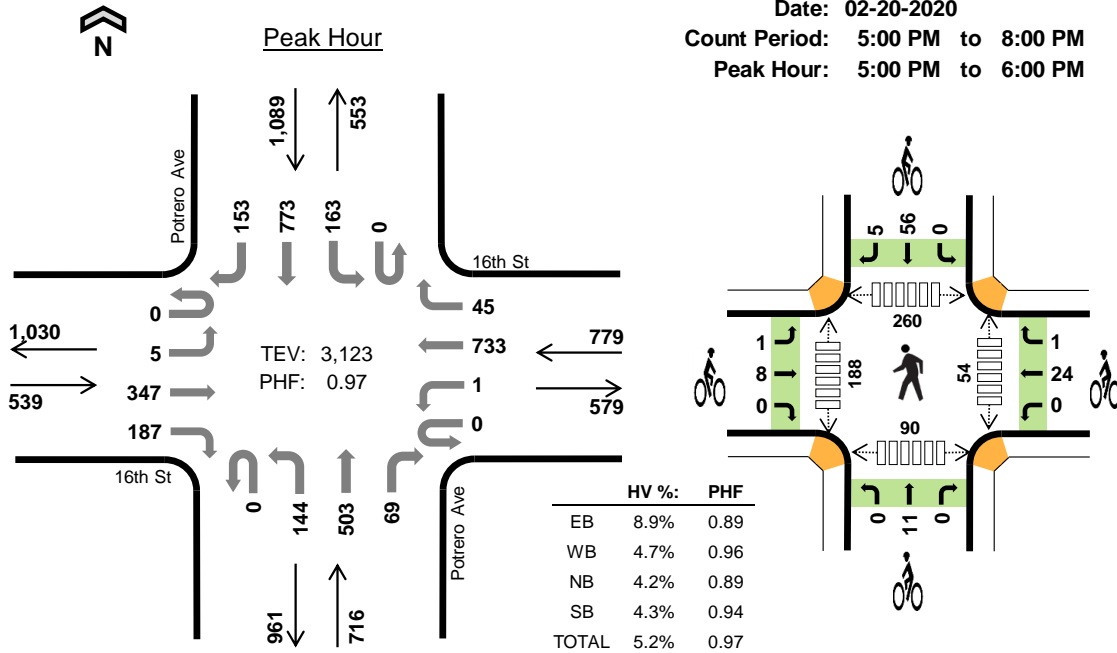 N
Peak Hour
Date: 02-20-2020
Count Period: 5:00 PM to 8:00 PM
Peak Hour: 5:00 PM to 6:00 PM
1,089
553
Potrero Ave
153
773
163
0
16th St
0
5
347
187
1,030
539
TEV: 3,123
PHF: 0.97
45
733
1
0
779
579
16th St
0
144
503
69
Potrero Ave
961
716
5
56
0
260
1
8
0
188
54
1
24
0
90
0
11
0
HV %: PHF
EB 8.9% 0.89
WB 4.7% 0.96
NB 4.2% 0.89
SB 4.3% 0.94
TOTAL 5.2% 0.97